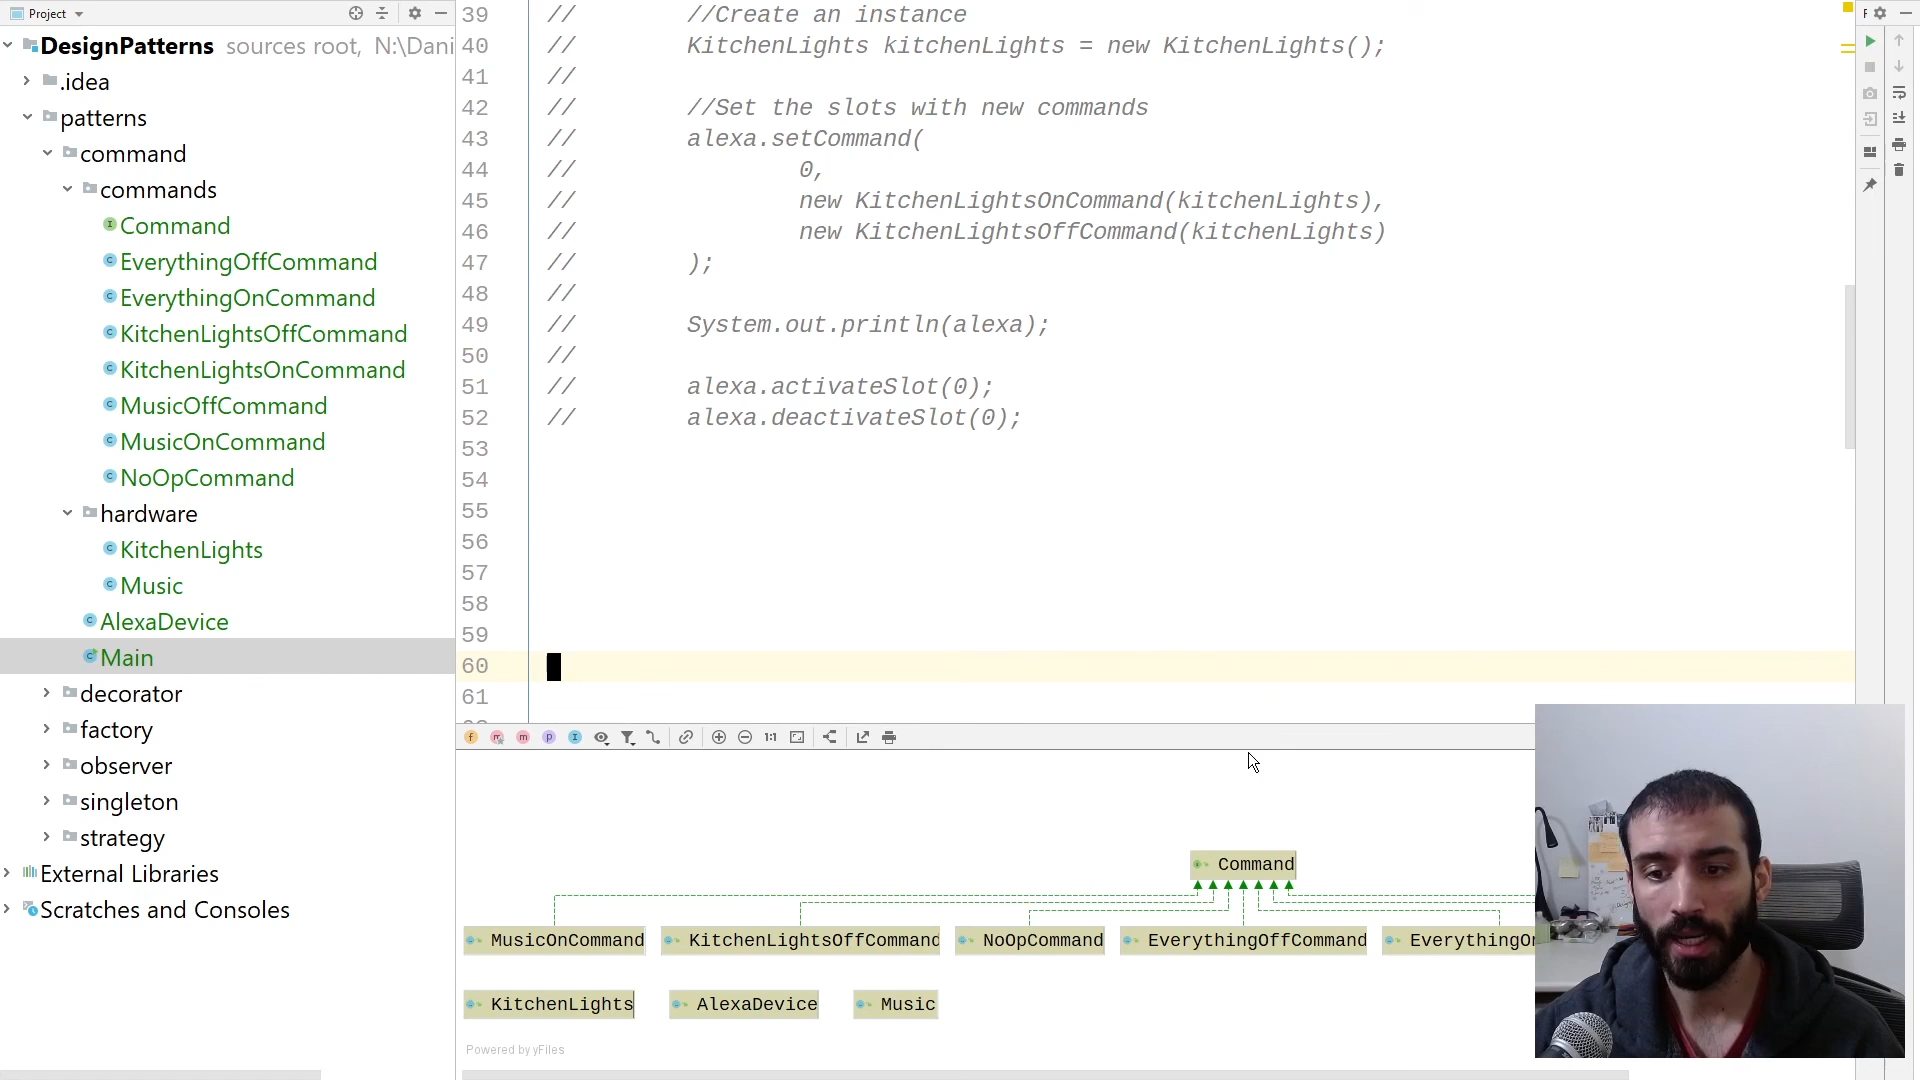 Project
DesignPatterns sources root, N:\Dani
.idea
patterns
command
commands
Command
EverythingOffCommand
EverythingOnCommand
KitchenLightsOffCommand
KitchenLightsOnCommand
MusicOffCommand
MusicOnCommand
NoOpCommand
hardware
KitchenLights
Music
AlexaDevice
Main
decorator
factory
observer
singleton
strategy
External Libraries
Scratches and Consoles
39 // //Create an instance
40 // KitchenLights kitchenLights = new KitchenLights();
41 //
42 // //Set the slots with new commands
43 // alexa.setCommand(
44 // 0,
45 // new KitchenLightsOnCommand(kitchenLights),
46 // new KitchenLightsOffCommand(kitchenLights)
47 // );
48 //
49 // System.out.println(alexa);
50 //
51 // alexa.activateSlot(0);
52 // alexa.deactivateSlot(0);
53
54
55
56
57
58
59
60
61
1:1
Command
MusicOnCommand KitchenLightsOffCommand NoOpCommand EverythingOffCommand EverythingOn
KitchenLights AlexaDevice Music
Powered by yFiles